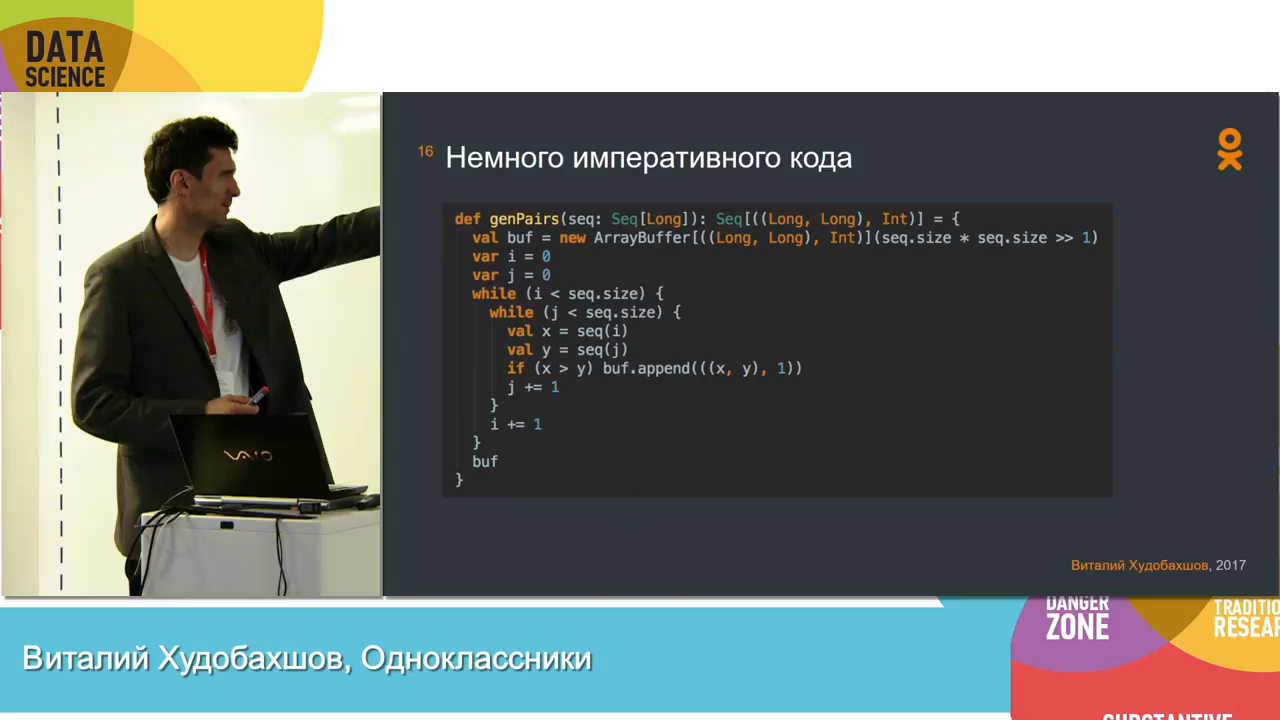 DATA
SCIENCE
16 Немного императивного кода
def genPairs(seq: Seq[Long]): Seq[((Long, Long), Int)] = {
  val buf = new ArrayBuffer[((Long, Long), Int)](seq.size * seq.size >> 1)
  var i = 0
  var j = 0
  while (i < seq.size) {
    while (j < seq.size) {
      val x = seq(i)
      val y = seq(j)
      if (x > y) buf.append(((x, y), 1))
      j += 1
    }
    i += 1
  }
  buf
}
VAIO
Виталий Худобахшов, 2017
DANGER
ZONE
Виталий Худобахшов, Одноклассники